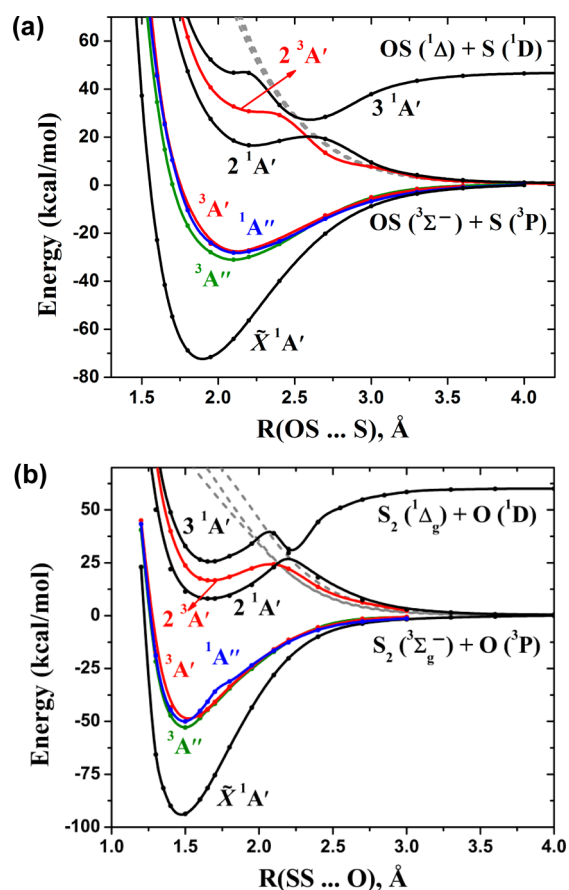 (a)
60
40
20
0
-20
-40
-60
-80
Energy (kcal/mol)
OS (¹Δ) + S (¹D)
2 ³A′
3 ¹A′
2 ¹A′
³A′
¹A′′
OS (³Σ⁻) + S (³P)
³A′′
X̃ ¹A′
1.5 2.0 2.5 3.0 3.5 4.0
R(OS ... S), Å
(b)
50
25
0
-25
-50
-75
-100
Energy (kcal/mol)
3 ¹A′
S₂ (¹Δg) + O (¹D)
2 ³A′
2 ¹A′
³A′
¹A′′
S₂ (³Σg⁻) + O (³P)
³A′′
X̃ ¹A′
1.0 1.5 2.0 2.5 3.0 3.5 4.0
R(SS ... O), Å